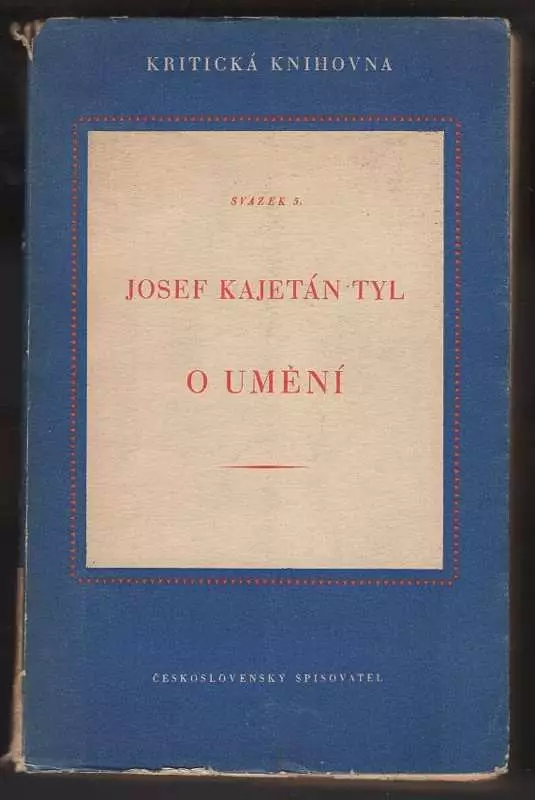 KRITICKÁ KNIHOVNA
SVAZEK 5.
JOSEF KAJETÁN TYL
O UMĚNÍ
ČESKOSLOVENSKÝ SPISOVATEL